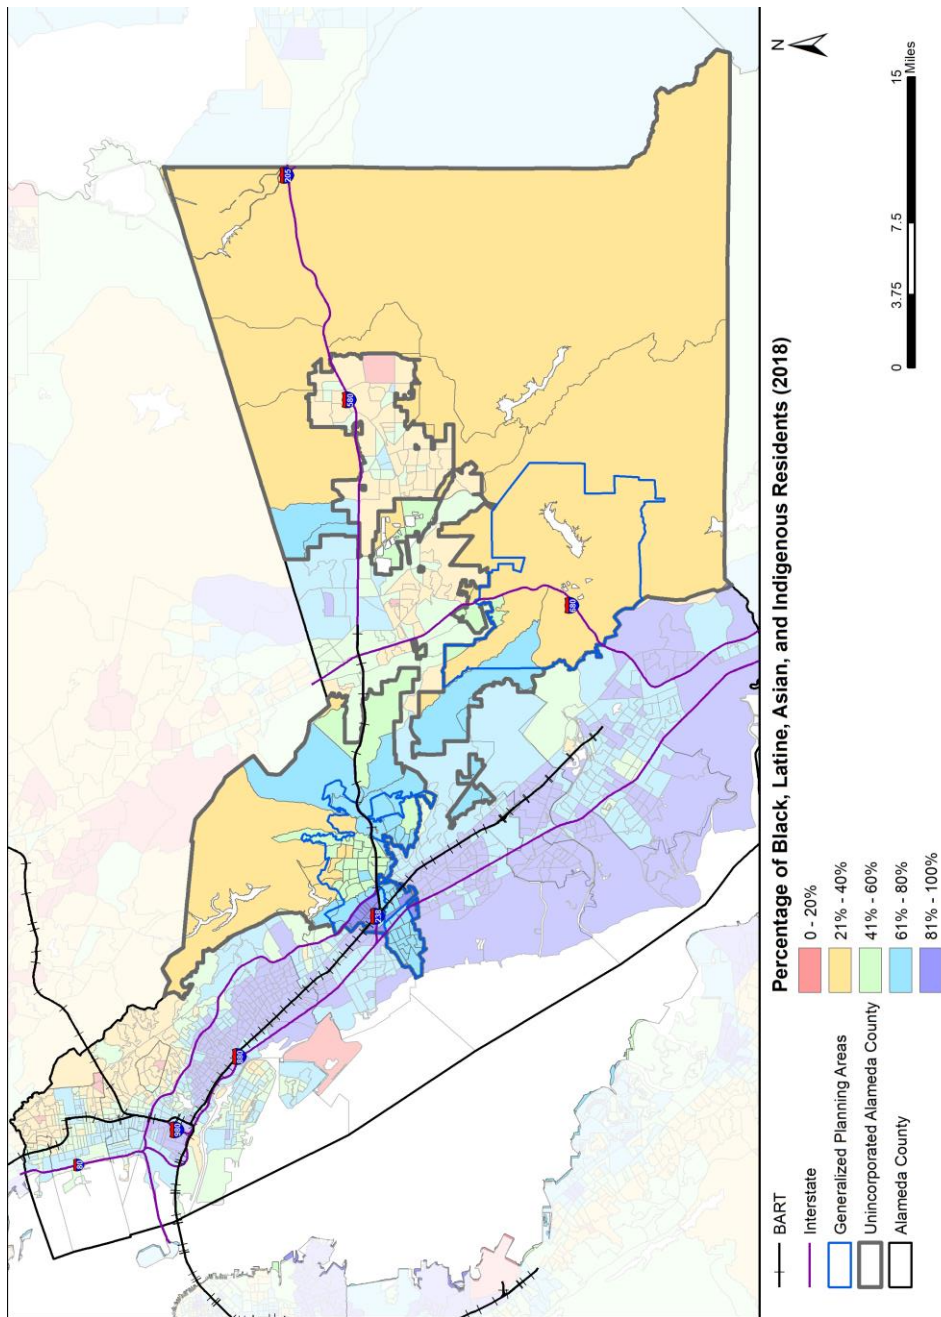 205
580
680
238
880
580
80
Percentage of Black, Latine, Asian, and Indigenous Residents (2018)
BART
Interstate
Generalized Planning Areas
Unincorporated Alameda County
Alameda County
0 - 20%
21% - 40%
41% - 60%
61% - 80%
81% - 100%
N
0 3.75 7.5 15
Miles